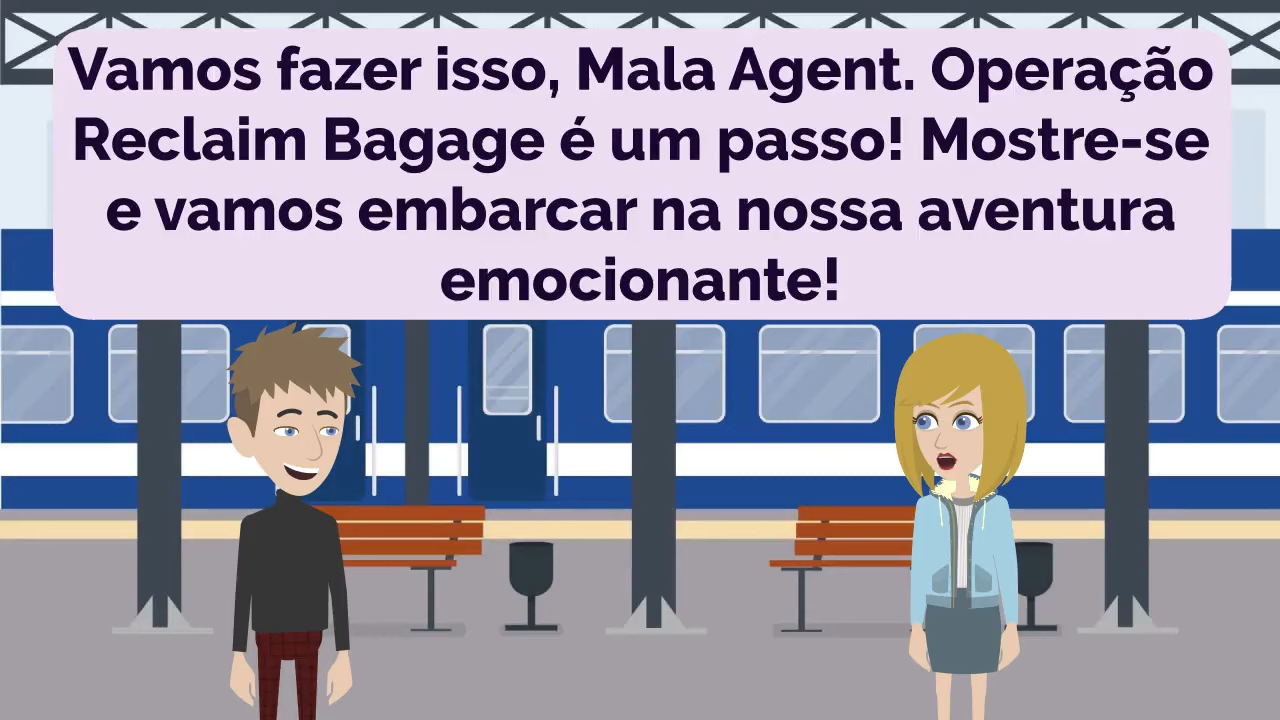 Vamos fazer isso, Mala Agent. Operação
Reclaim Bagage é um passo! Mostre-se
e vamos embarcar na nossa aventura
emocionante!